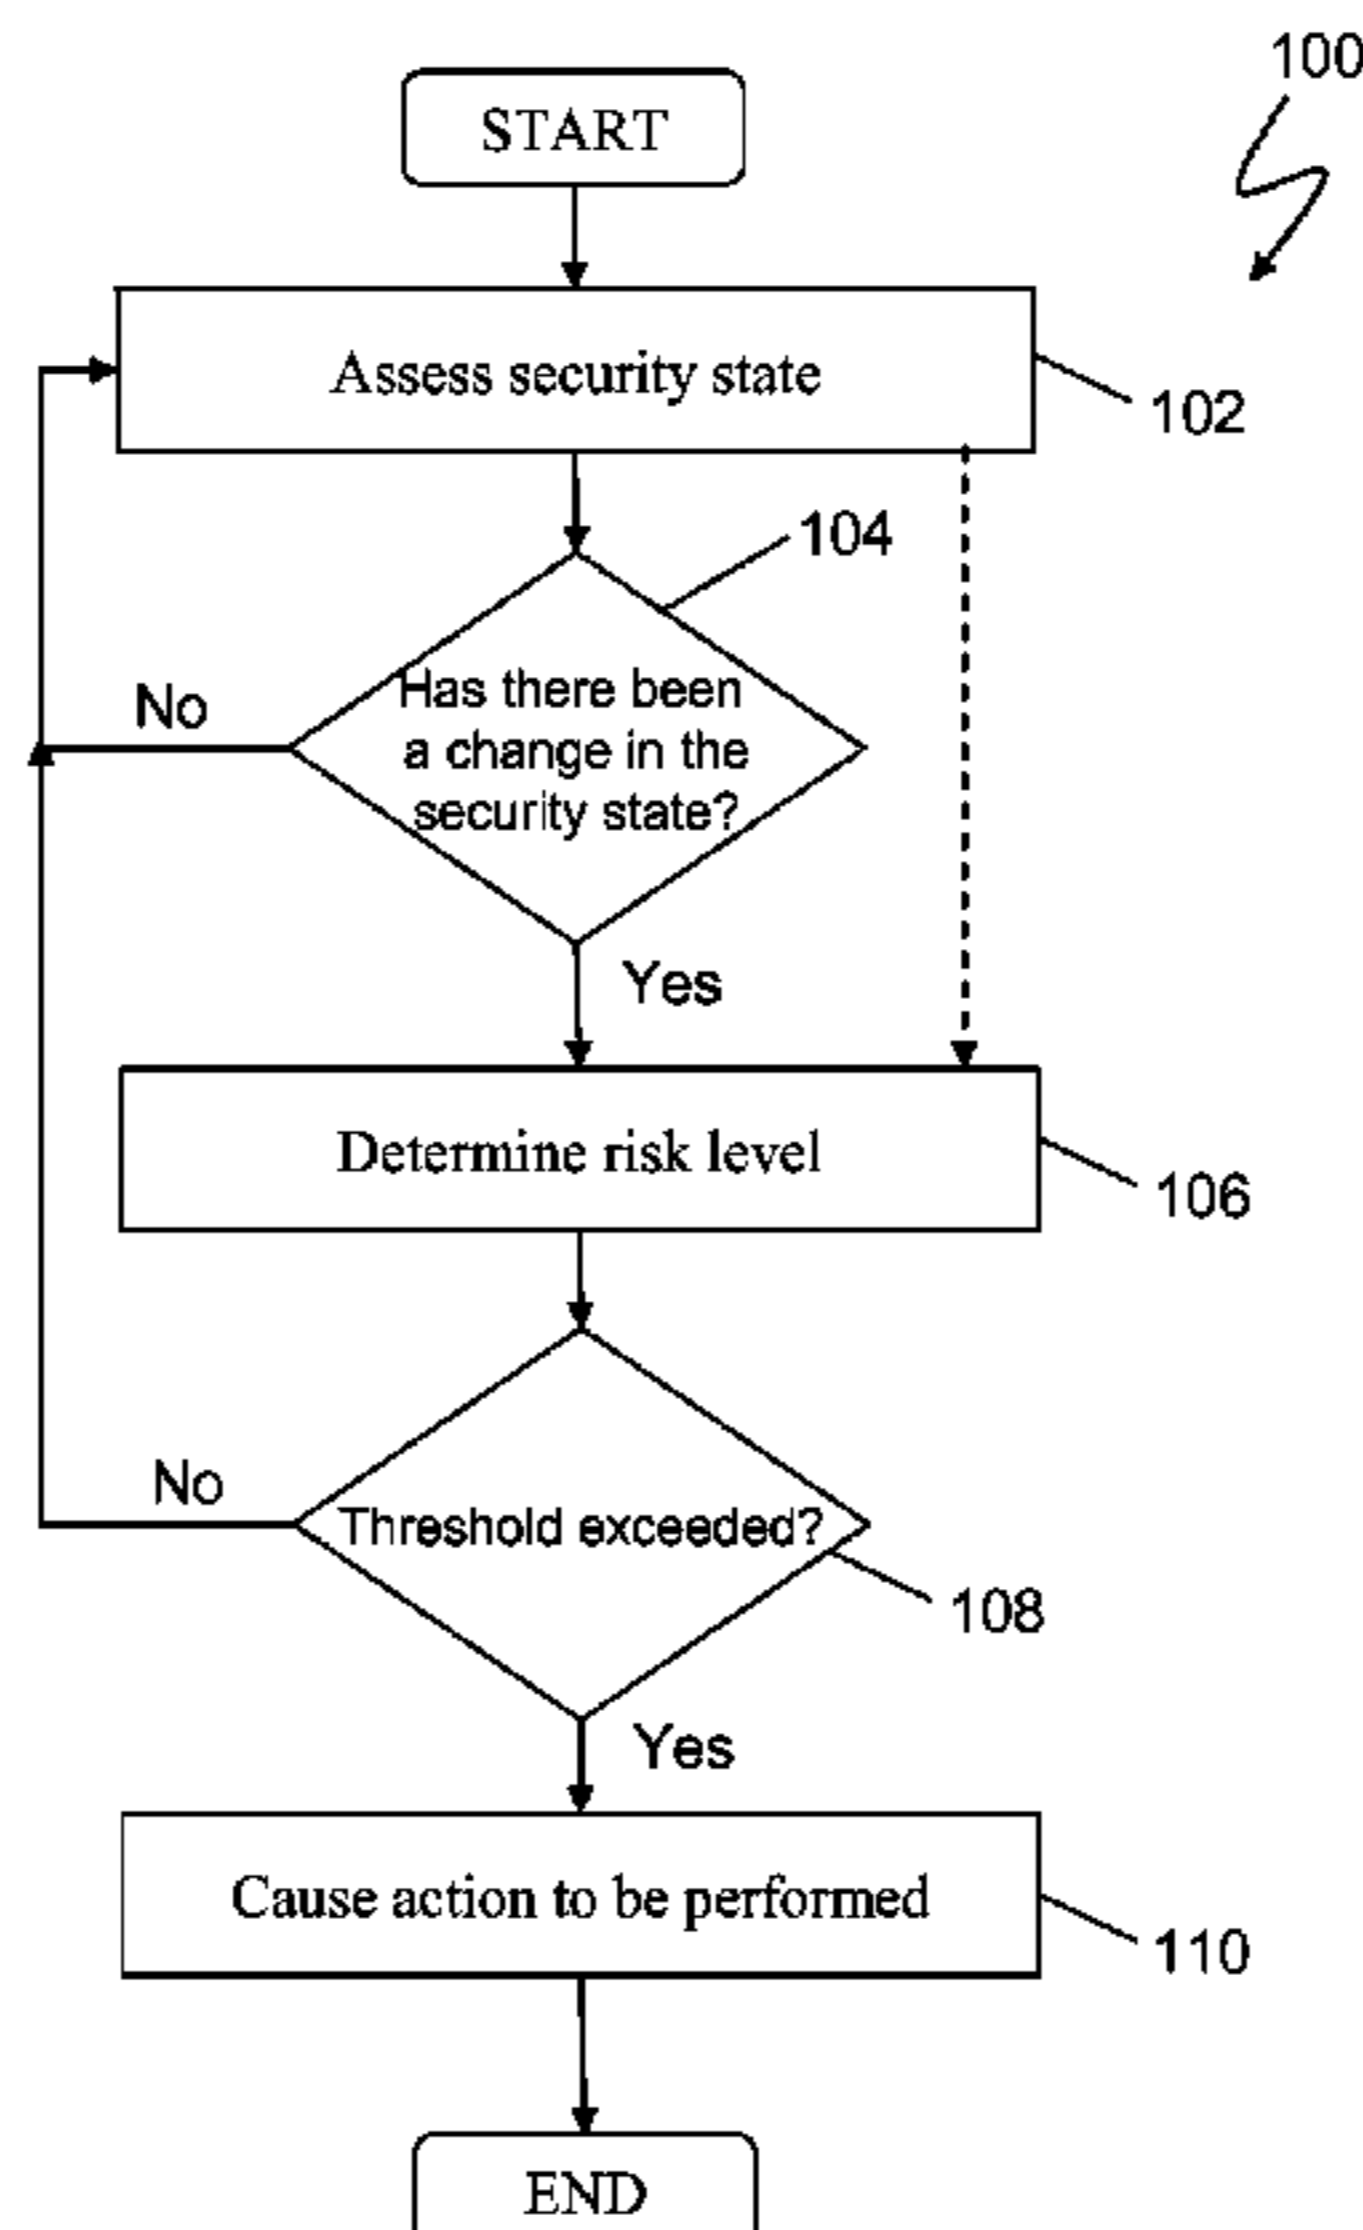 100
START
Assess security state
102
104
Has there been
a change in the
security state?
No
Yes
Determine risk level
106
No
Threshold exceeded?
108
Yes
Cause action to be performed
110
END